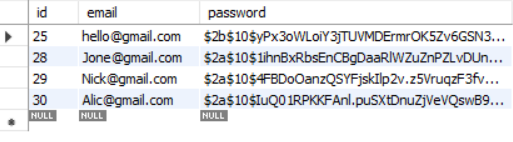 id email password
25 hello@gmail.com $2b$10$yPx3oWLoiY3jTUVMDErmrOK5Zv6GSN3...
28 Jone@gmail.com $2a$10$1ihnBxRbsEnCBgDaaRlWZuZnPZLvDUn...
29 Nick@gmail.com $2a$10$4FBDoOanzQSYFjskIlp2v.z5VruqzF3fv...
30 Alic@gmail.com $2a$10$IuQ01RPKKFAnl.puSXtDnuZjVeVQswB9...
NULL NULL NULL